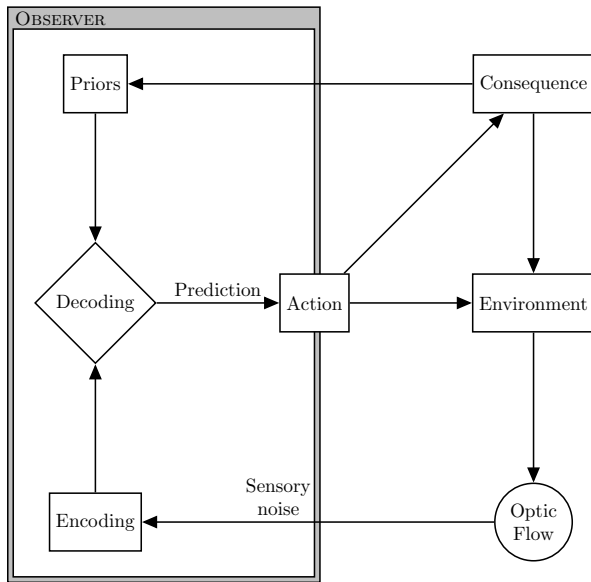 OBSERVER
Priors
Consequence
Decoding
Prediction
Action
Environment
Sensory
noise
Encoding
Optic
Flow